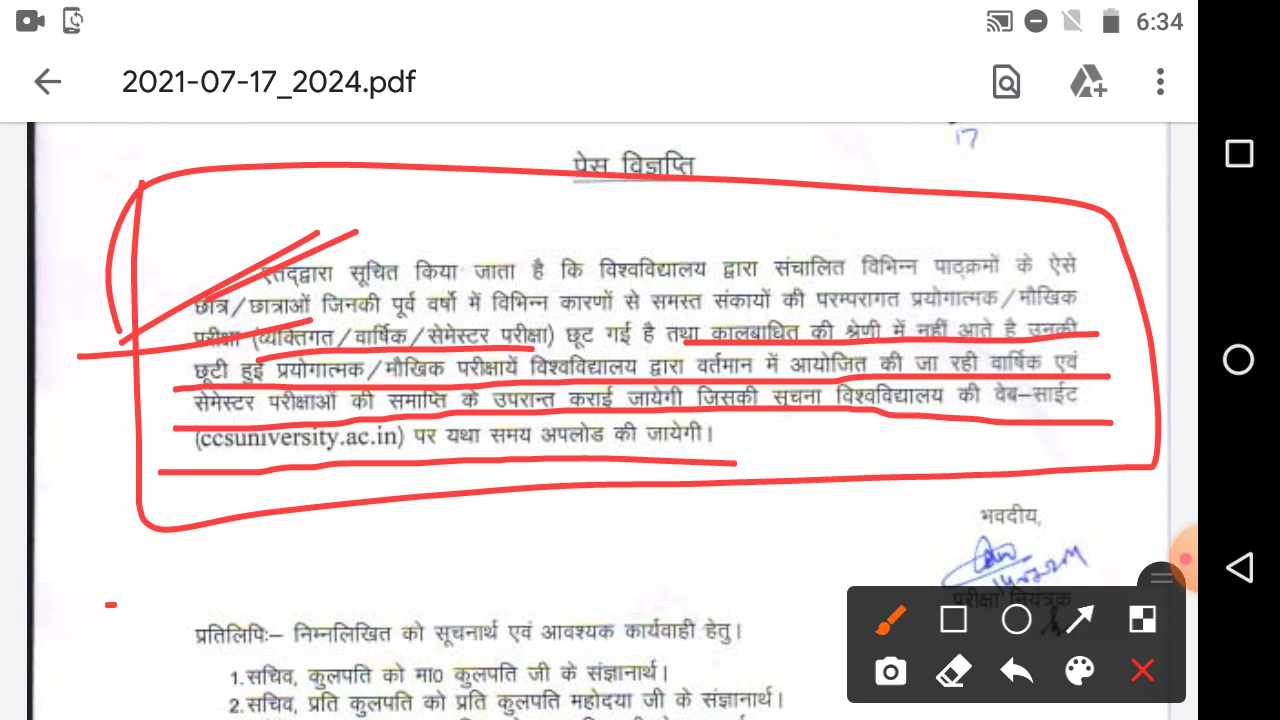 6:34
2021-07-17_2024.pdf
17
प्रेस विज्ञप्ति
एतद्द्वारा सूचित किया जाता है कि विश्वविद्यालय द्वारा संचालित विभिन्न पाठ्क्रमों के ऐसे
छात्र/छात्राओं जिनकी पूर्व वर्षो में विभिन्न कारणों से समस्त संकायों की परम्परागत प्रयोगात्मक/मौखिक
परीक्षा (व्यक्तिगत/वार्षिक/सेमेस्टर परीक्षा) छूट गई है तथा कालबाधित की श्रेणी में नहीं आते है उनकी
छूटी हुई प्रयोगात्मक/मौखिक परीक्षायें विश्वविद्यालय द्वारा वर्तमान में आयोजित की जा रही वार्षिक एवं
सेमेस्टर परीक्षाओं की समाप्ति के उपरान्त कराई जायेगी जिसकी सूचना विश्वविद्यालय की वेब–साईट
(ccsuniversity.ac.in) पर यथा समय अपलोड की जायेगी।
भवदीय,
परीक्षा नियंत्रक
प्रतिलिपिः– निम्नलिखित को सूचनार्थ एवं आवश्यक कार्यवाही हेतु।
1.सचिव, कुलपति को मा0 कुलपति जी के संज्ञानार्थ।
2.सचिव, प्रति कुलपति को प्रति कुलपति महोदया जी के संज्ञानार्थ।